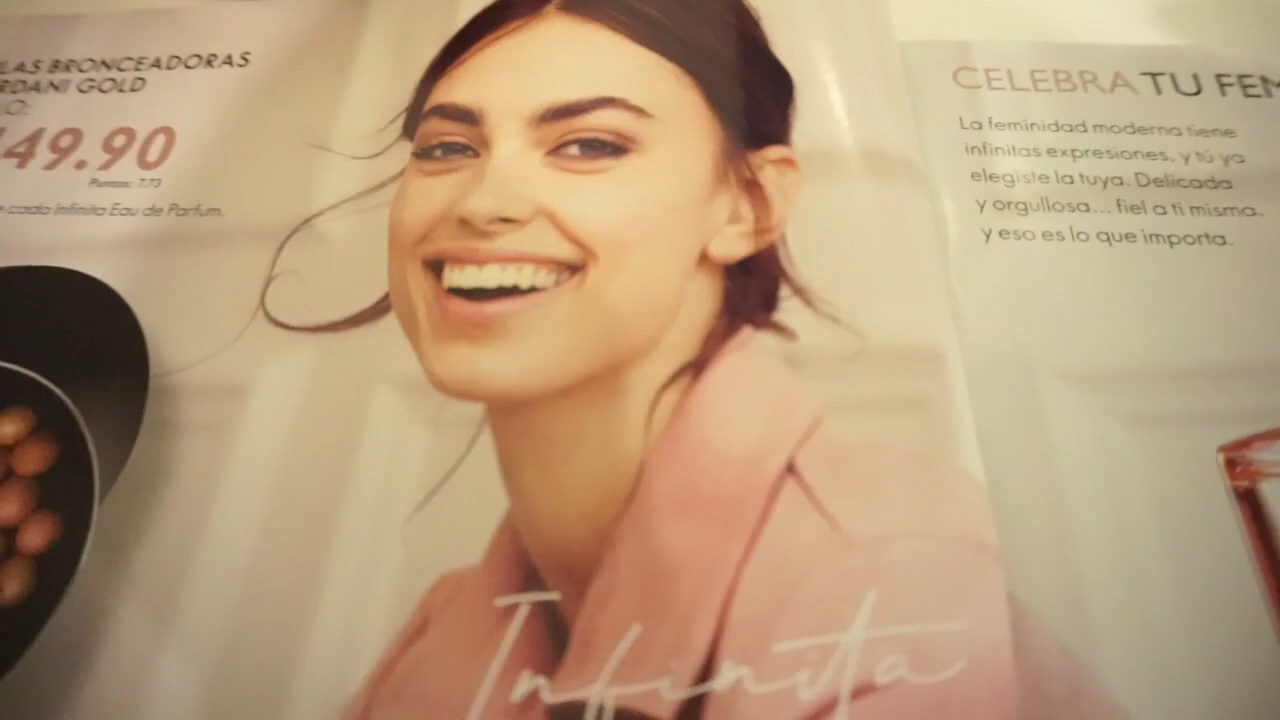 LAS BRONCEADORAS
RDANI GOLD
O:
149.90
Puntos: 7.73
e cada Infinita Eau de Parfum.
CELEBRA TU FEM
La feminidad moderna tiene
infinitas expresiones, y tú ya
elegiste la tuya. Delicada
y orgullosa... fiel a ti misma.
y eso es lo que importa.
Infinita